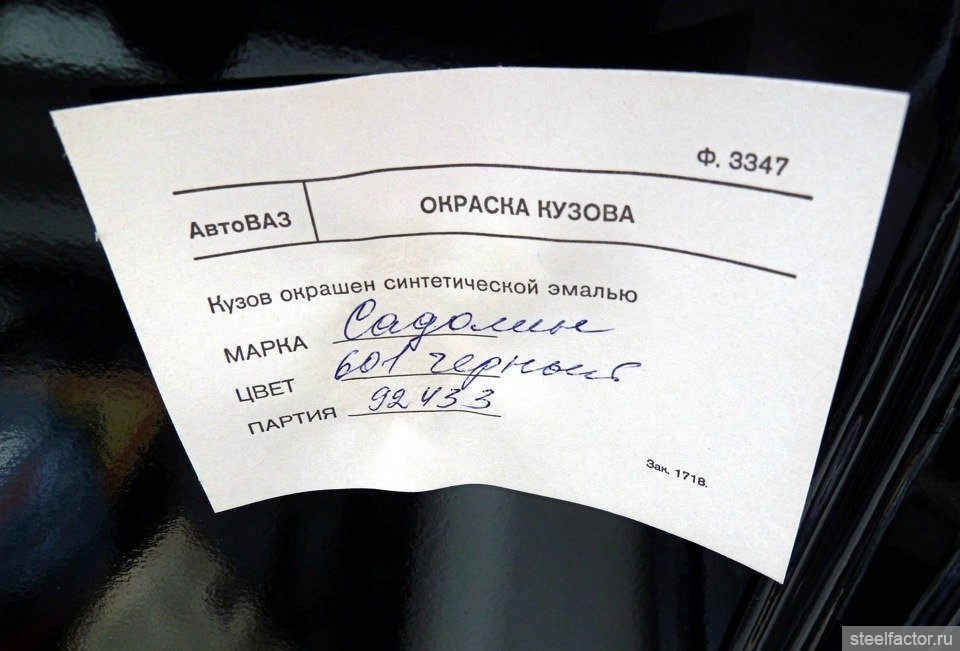 Ф. 3347
АвтоВАЗ ОКРАСКА КУЗОВА
Кузов окрашен синтетической эмалью
МАРКА Садолин
ЦВЕТ 601 черный
ПАРТИЯ 92433
Зак. 1718.
steelfactor.ru